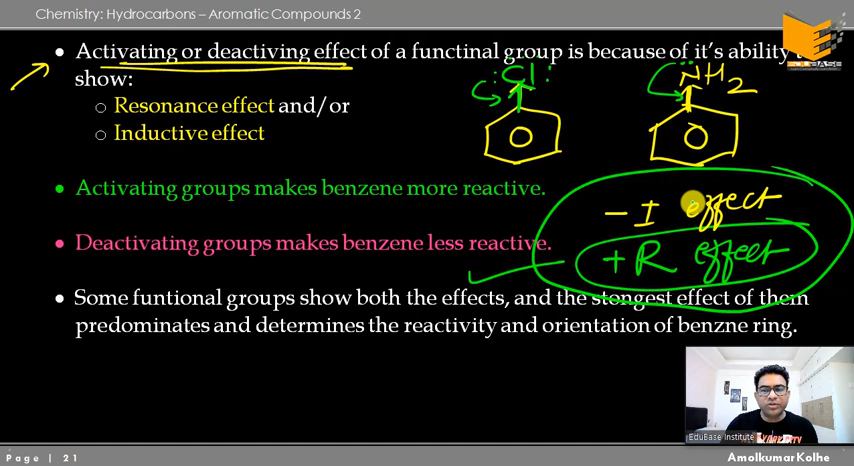 Chemistry: Hydrocarbons – Aromatic Compounds 2
• Activating or deactiving effect of a functinal group is because of it's ability
show:
○ Resonance effect and/or
○ Inductive effect
:Cl:
NH2
• Activating groups makes benzene more reactive.
- I effect
• Deactivating groups makes benzene less reactive.
+ R effect
• Some funtional groups show both the effects, and the stongest effect of them
predominates and determines the reactivity and orientation of benzne ring.
EDUBASE
EduBase Institute
Page | 21
Amolkumar Kolhe